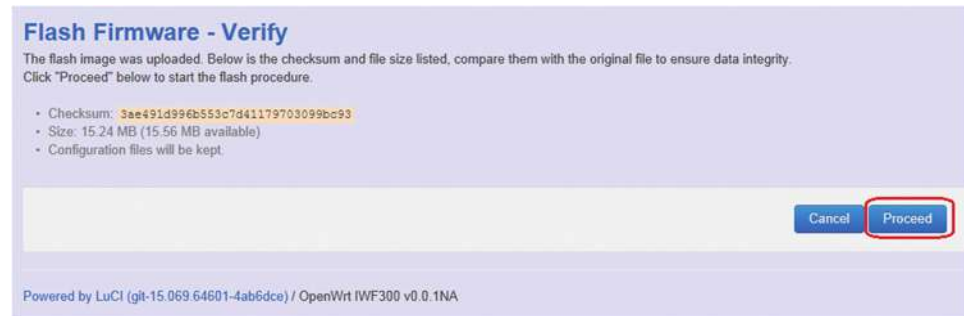 Flash Firmware - Verify
The flash image was uploaded. Below is the checksum and file size listed, compare them with the original file to ensure data integrity.
Click "Proceed" below to start the flash procedure.
• Checksum: 3ae491d996b553c7d41179703099bc93
• Size: 15.24 MB (15.56 MB available)
• Configuration files will be kept.
Cancel Proceed
Powered by LuCI (git-15.069.64601-4ab6dce) / OpenWrt IWF300 v0.0.1NA